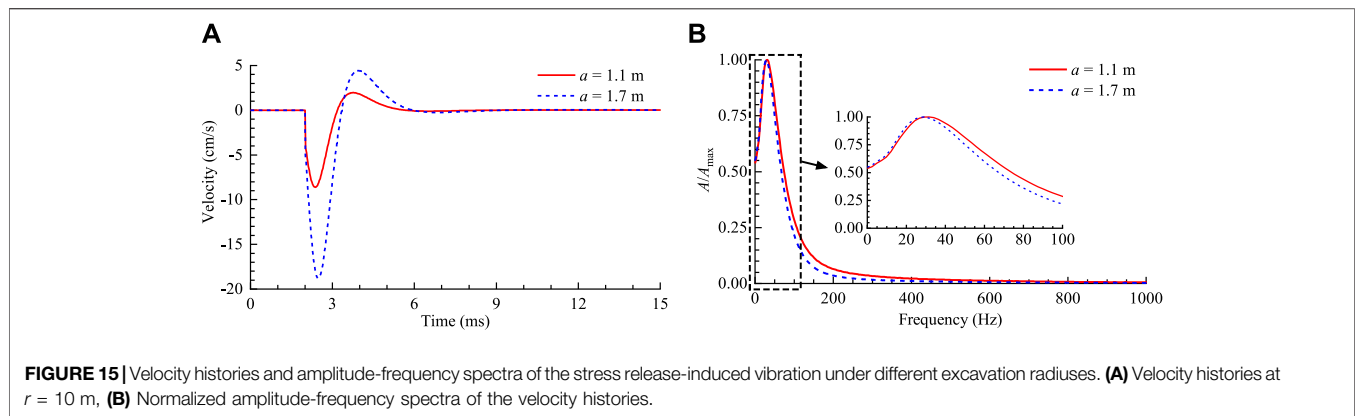 A
5
0
-5
-10
-15
-20
Velocity (cm/s)
a = 1.1 m
a = 1.7 m
0 3 6 9 12 15
Time (ms)
B
1.00
0.75
0.50
0.25
0.00
A/Amax
a = 1.1 m
a = 1.7 m
1.00
0.75
0.50
0.25
0.00
0 20 40 60 80 100
0 200 400 600 800 1000
Frequency (Hz)
FIGURE 15 | Velocity histories and amplitude-frequency spectra of the stress release-induced vibration under different excavation radiuses. (A) Velocity histories at
r = 10 m, (B) Normalized amplitude-frequency spectra of the velocity histories.